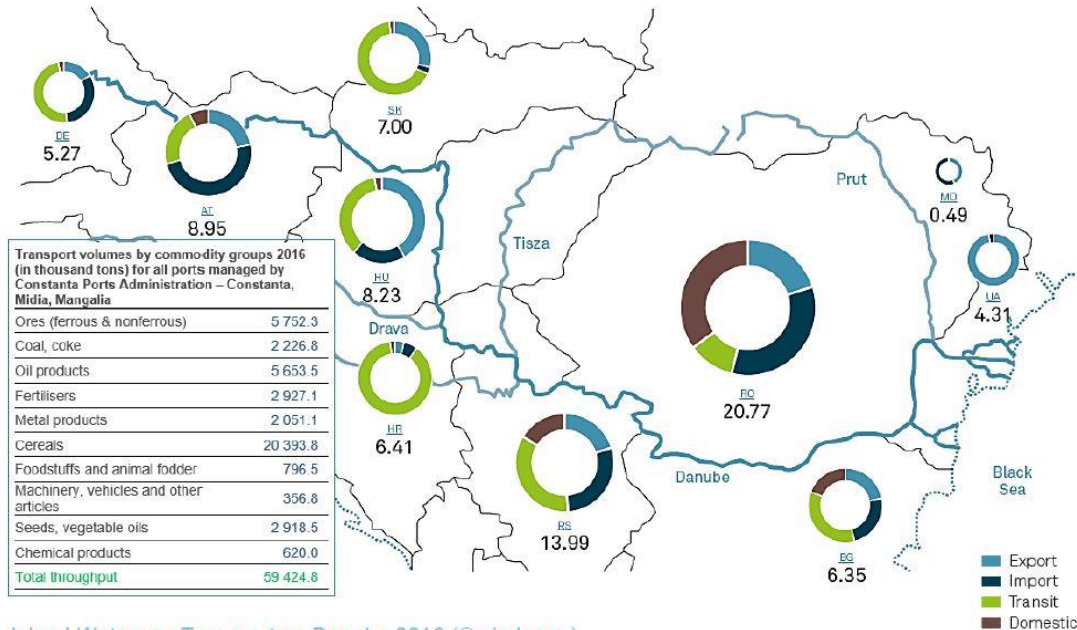 SK
7.00
DE
5.27
AT
8.95
Prut
MD
0.49
Tisza
HU
8.23
UA
4.31
Transport volumes by commodity groups 2016
(in thousand tons) for all ports managed by
Constanta Ports Administration – Constanta,
Midia, Mangalia
Ores (ferrous & nonferrous) 5 752.3
Coal, coke 2 226.8
Oil products 5 653.5
Fertilisers 2 927.1
Metal products 2 051.1
Cereals 20 393.8
Foodstuffs and animal fodder 796.5
Machinery, vehicles and other
articles 356.8
Seeds, vegetable oils 2 918.5
Chemical products 620.0
Total throughput 59 424.8
Drava
HR
6.41
RO
20.77
RS
13.99
Danube
BG
6.35
Black
Sea
Export
Import
Transit
Domestic